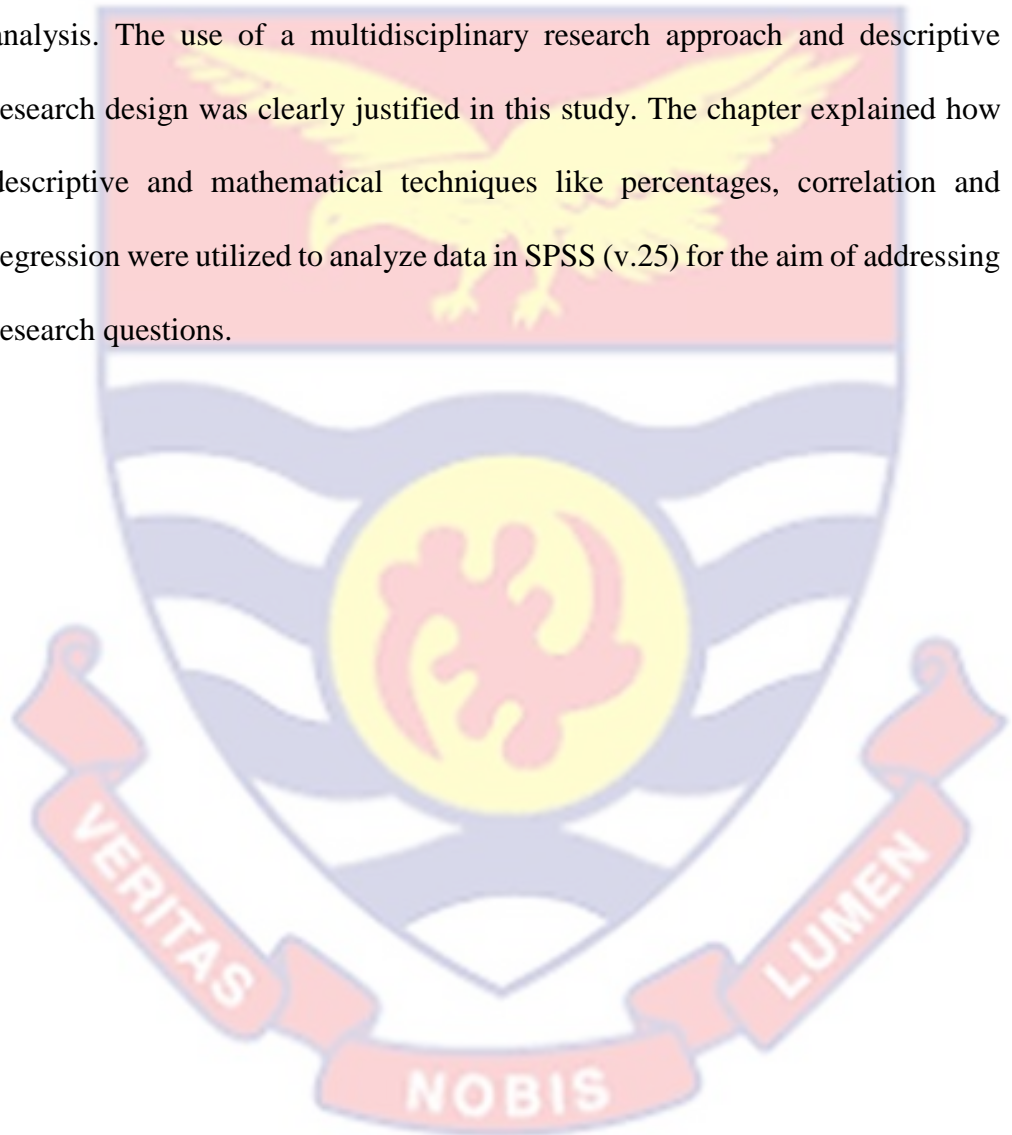 analysis. The use of a multidisciplinary research approach and descriptive
research design was clearly justified in this study. The chapter explained how
descriptive and mathematical techniques like percentages, correlation and
regression were utilized to analyze data in SPSS (v.25) for the aim of addressing
research questions.
VERITAS
NOBIS
LUMEN